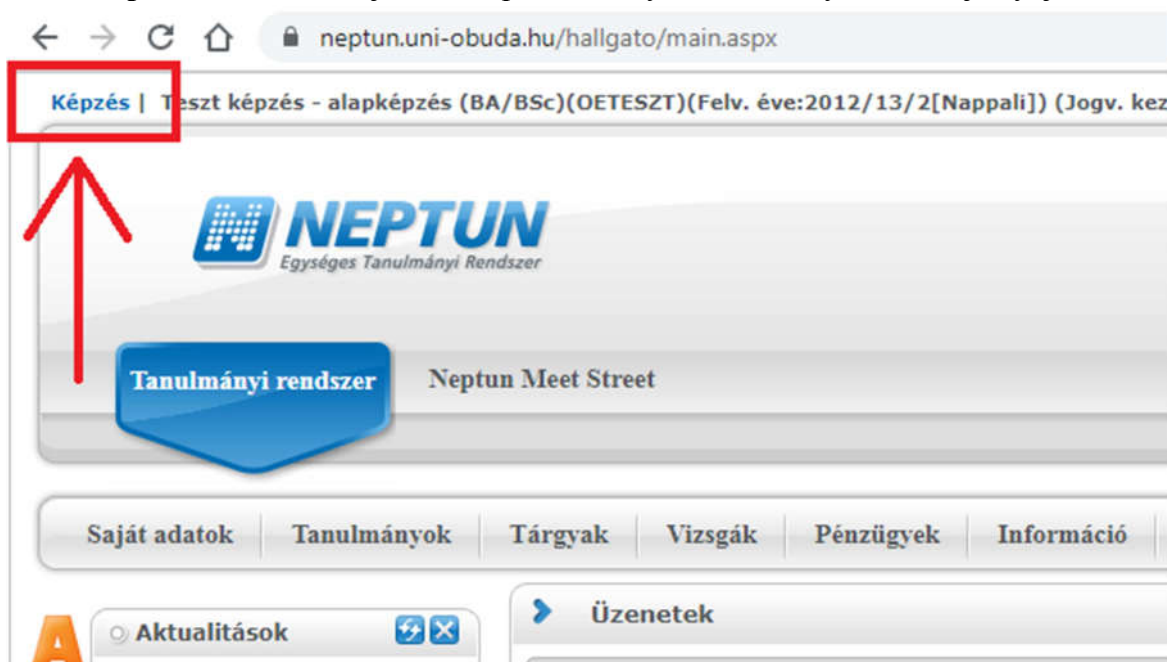 neptun.uni-obuda.hu/hallgato/main.aspx
Képzés | Teszt képzés - alapképzés (BA/BSc)(OETESZT)(Felv. éve:2012/13/2[Nappali]) (Jogv. kez
NEPTUN
Egységes Tanulmányi Rendszer
Tanulmányi rendszer Neptun Meet Street
Saját adatok Tanulmányok Tárgyak Vizsgák Pénzügyek Információ
Üzenetek
A Aktualitások